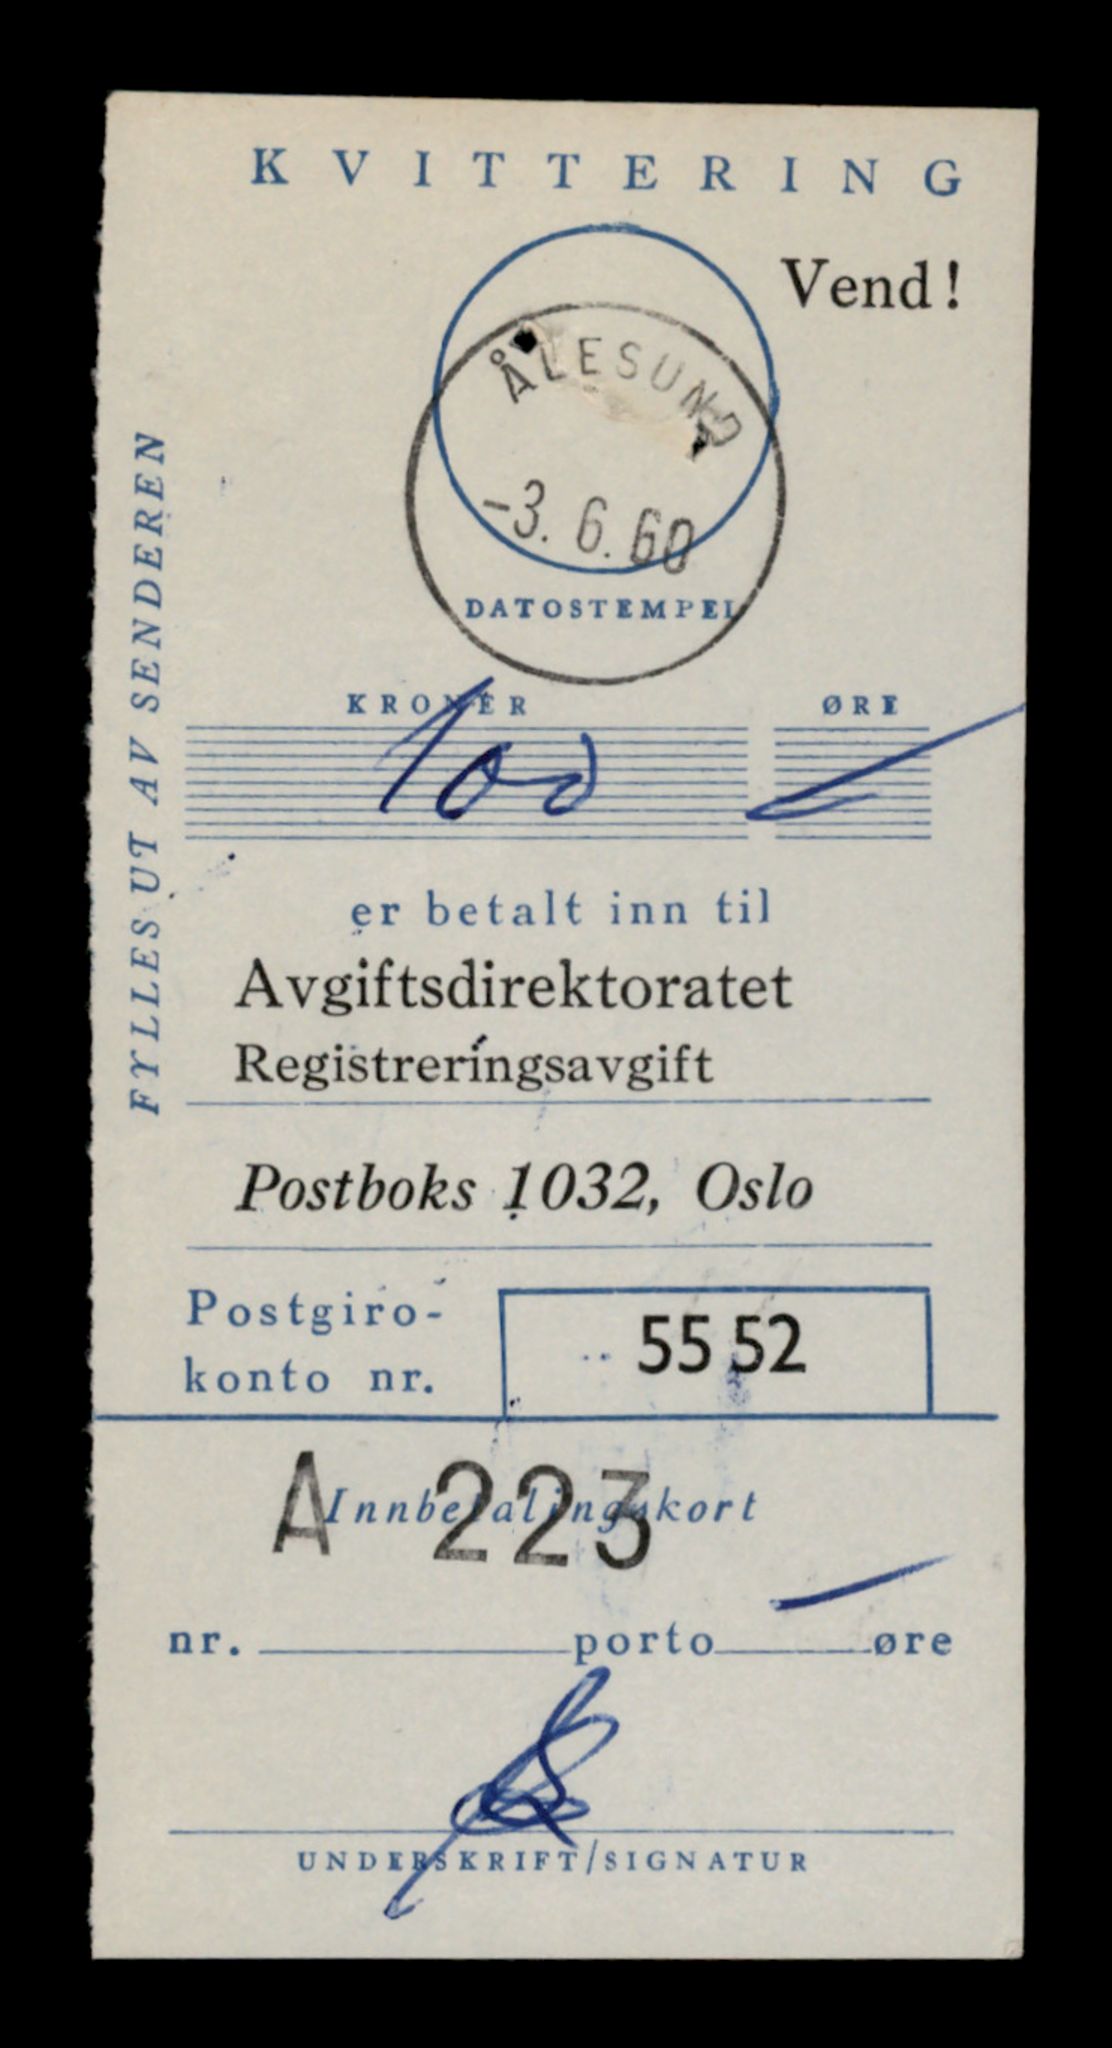 KVITTERING
Vend!
ÅLESUND
-3.6.60
DATOSTEMPEL
FYLLES UT AV SENDEREN
KRONER ØRE
100 —
er betalt inn til
Avgiftsdirektoratet
Registreringsavgift
Postboks 1032, Oslo
Postgiro-
konto nr.
55 52
Innbetalingskort
A 223
nr. porto øre
UNDERSKRIFT/SIGNATUR